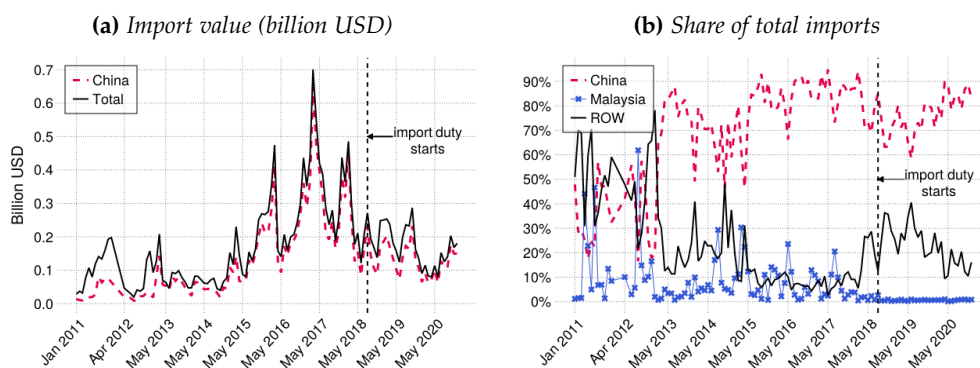 (a) Import value (billion USD)
Billion USD
0.7
0.6
0.5
0.4
0.3
0.2
0.1
0.0
China
Total
import duty
starts
Jan 2011
Apr 2012
May 2013
May 2014
May 2015
May 2016
May 2017
May 2018
May 2019
May 2020
(b) Share of total imports
90%
80%
70%
60%
50%
40%
30%
20%
10%
0%
China
Malaysia
ROW
import duty
starts
Jan 2011
Apr 2012
May 2013
May 2014
May 2015
May 2016
May 2017
May 2018
May 2019
May 2020